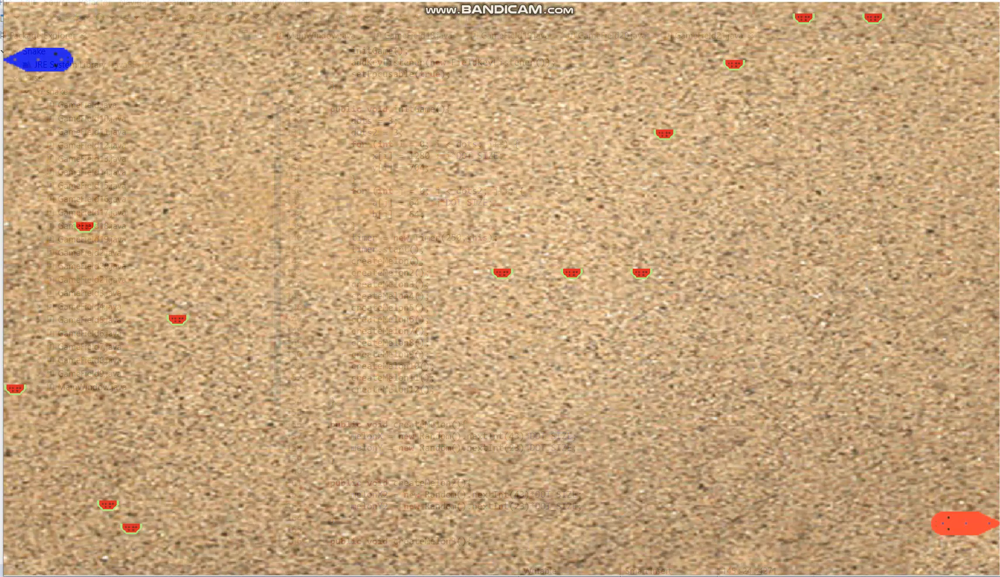 www.BANDICAM.com
Package Explorer
MainWindow.java GameField18.java GameField19.java GameField20.java GameField21.java
Snake
JRE System Library
src
snake
GameField.java
GameField10.java
GameField11.java
GameField12.java
GameField13.java
GameField14.java
GameField15.java
GameField16.java
GameField17.java
GameField18.java
GameField19.java
GameField2.java
GameField20.java
GameField21.java
GameField3.java
GameField4.java
GameField5.java
GameField6.java
GameField7.java
GameField8.java
GameField9.java
MainWindow.java
initGame();
addKeyListener(new FieldKeyListener());
setFocusable(true);
public void initGame(){
dots = 3;
dots2 = 3;
for (int i = 0; i < dots; i++) {
x[i] = 1280 + i*DOT_SIZE;
y[i] = 704;
}
for (int j = 0; j < dots2; j++) {
a[j] = 64 - j*DOT_SIZE;
b[j] = 64;
timer = new Timer(250,this);
timer.start();
createMelon();
createMelon2();
createMelon3();
createMelon4();
createMelon5();
createMelon6();
createMelon7();
createMelon8();
createMelon9();
createMelon10();
createMelon11();
createMelon12();
public void createMelon(){
melonX = new Random().nextInt(43)*DOT_SIZE;
melonY = new Random().nextInt(23)*DOT_SIZE;
public void createMelon2(){
melonX2 = new Random().nextInt(43)*DOT_SIZE;
melonY2 = new Random().nextInt(23)*DOT_SIZE;
public void createMelon3(){
Writable Smart Insert